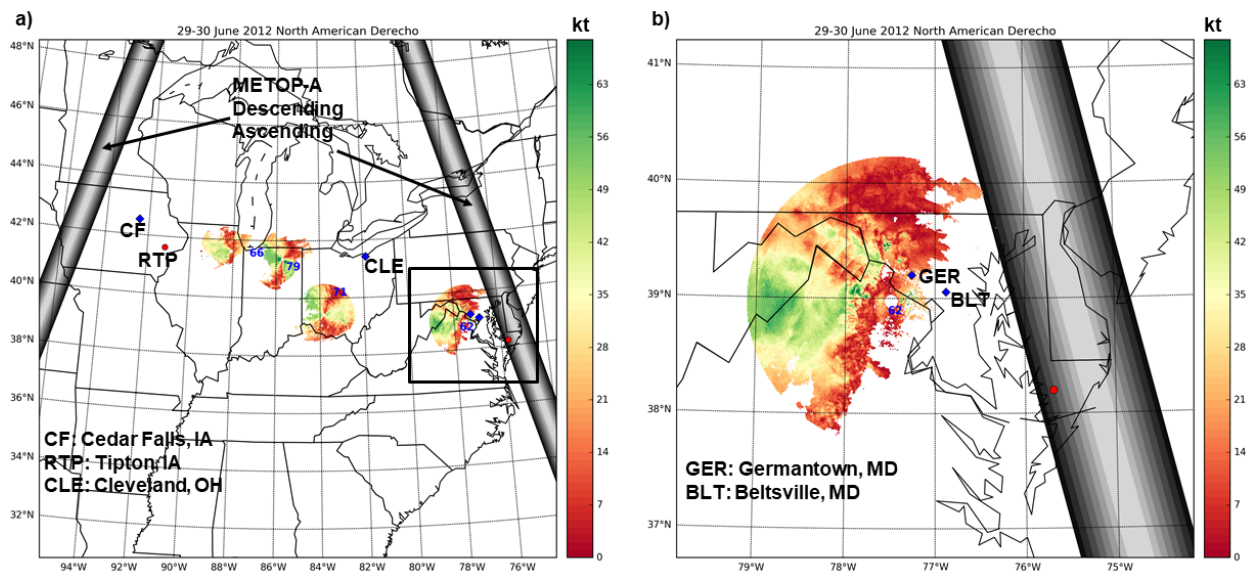 a)
29-30 June 2012 North American Derecho
kt
48°N
46°N
44°N
42°N
40°N
38°N
36°N
34°N
32°N
METOP-A
Descending
Ascending
CF
RTP
CLE
66
79
71
62
CF: Cedar Falls, IA
RTP: Tipton, IA
CLE: Cleveland, OH
94°W
92°W
90°W
88°W
86°W
84°W
82°W
80°W
78°W
76°W
63
56
49
42
35
28
21
14
7
0
b)
29-30 June 2012 North American Derecho
kt
41°N
40°N
39°N
38°N
37°N
GER
BLT
62
GER: Germantown, MD
BLT: Beltsville, MD
79°W
78°W
77°W
76°W
75°W
63
56
49
42
35
28
21
14
7
0